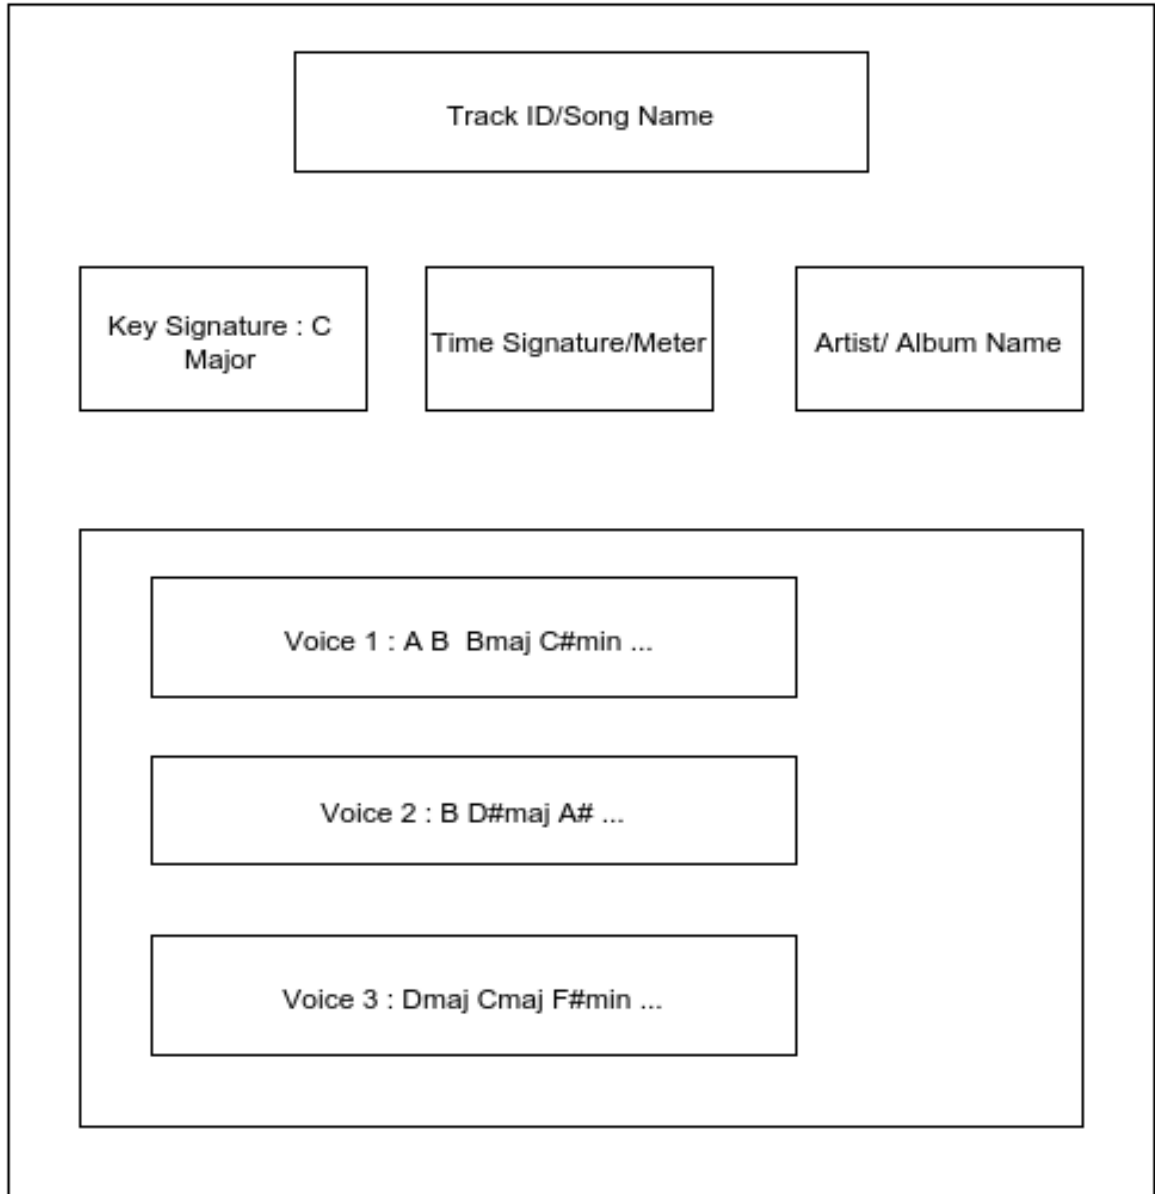 Track ID/Song Name
Key Signature : C
Major
Time Signature/Meter
Artist/ Album Name
Voice 1 : A B  Bmaj C#min ...
Voice 2 : B D#maj A# ...
Voice 3 : Dmaj Cmaj F#min ...